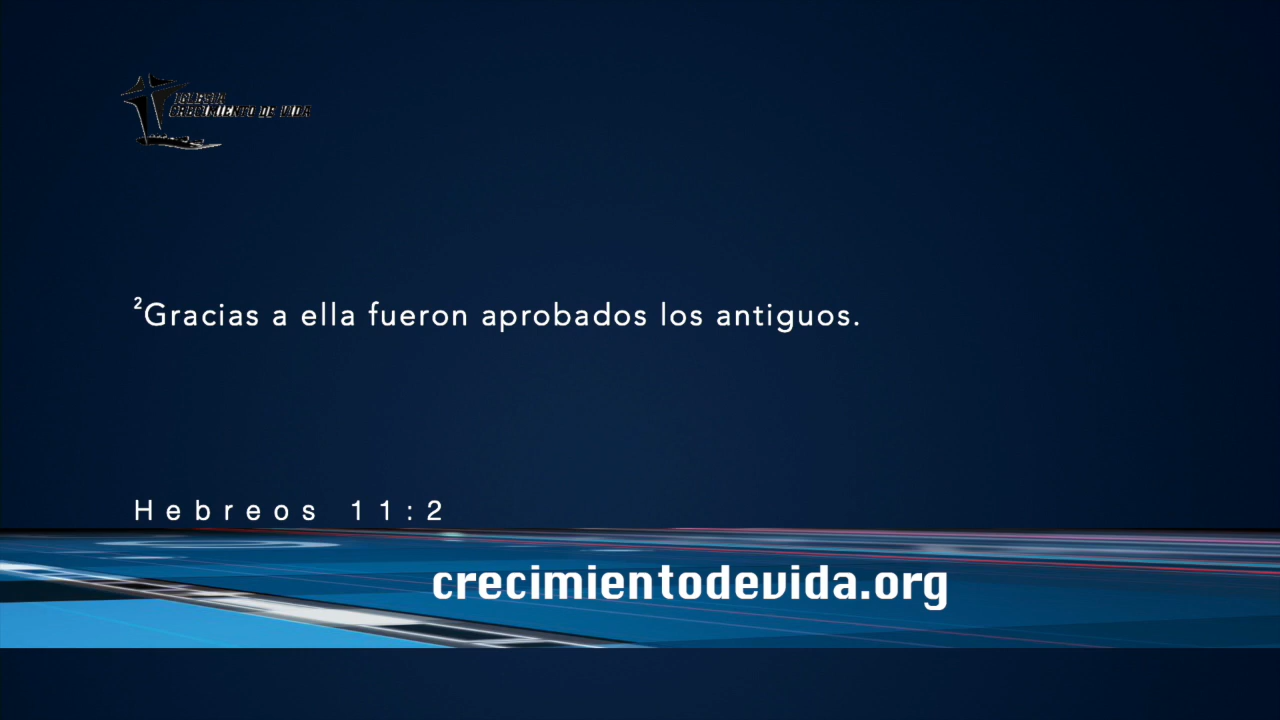 IGLESIA
CRECIMIENTO DE VIDA
²Gracias a ella fueron aprobados los antiguos.
Hebreos 11:2
crecimientodevida.org